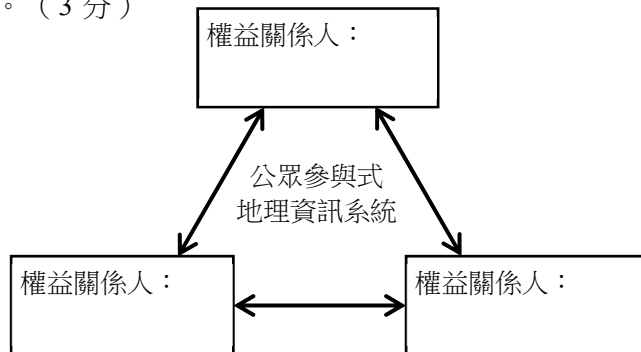 。（3 分）
權益關係人：
公眾參與式
地理資訊系統
權益關係人：
權益關係人：